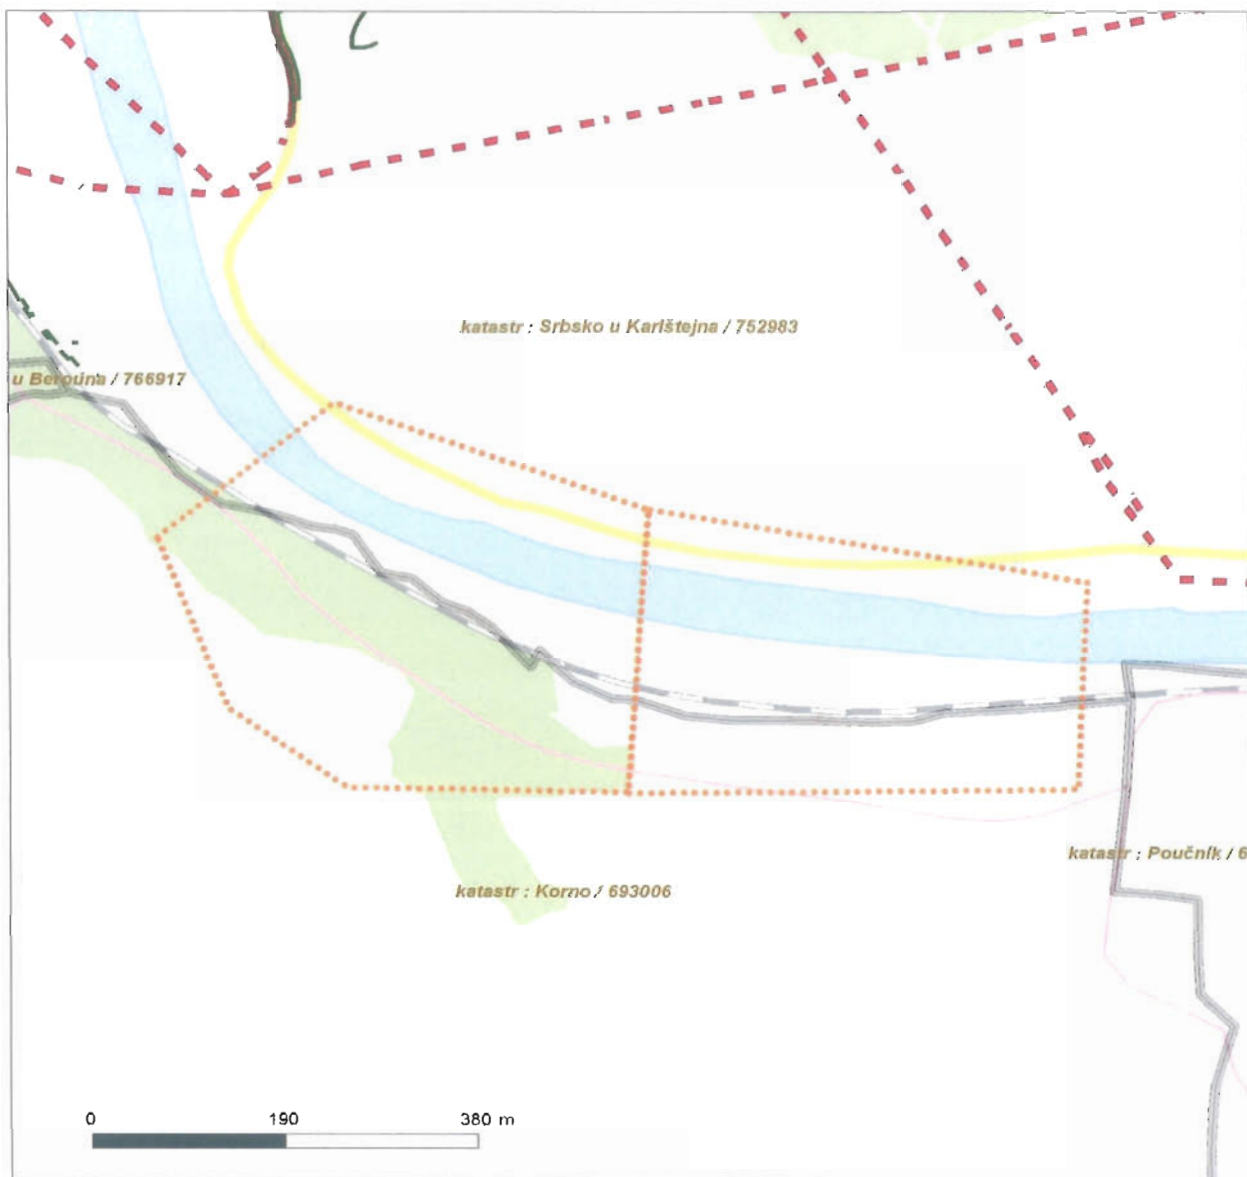 katastr : Srbsko u Karlštejna / 752983
u Berouna / 766917
katastr : Poučník / 6
katastr : Korno / 693006
0 190 380 m